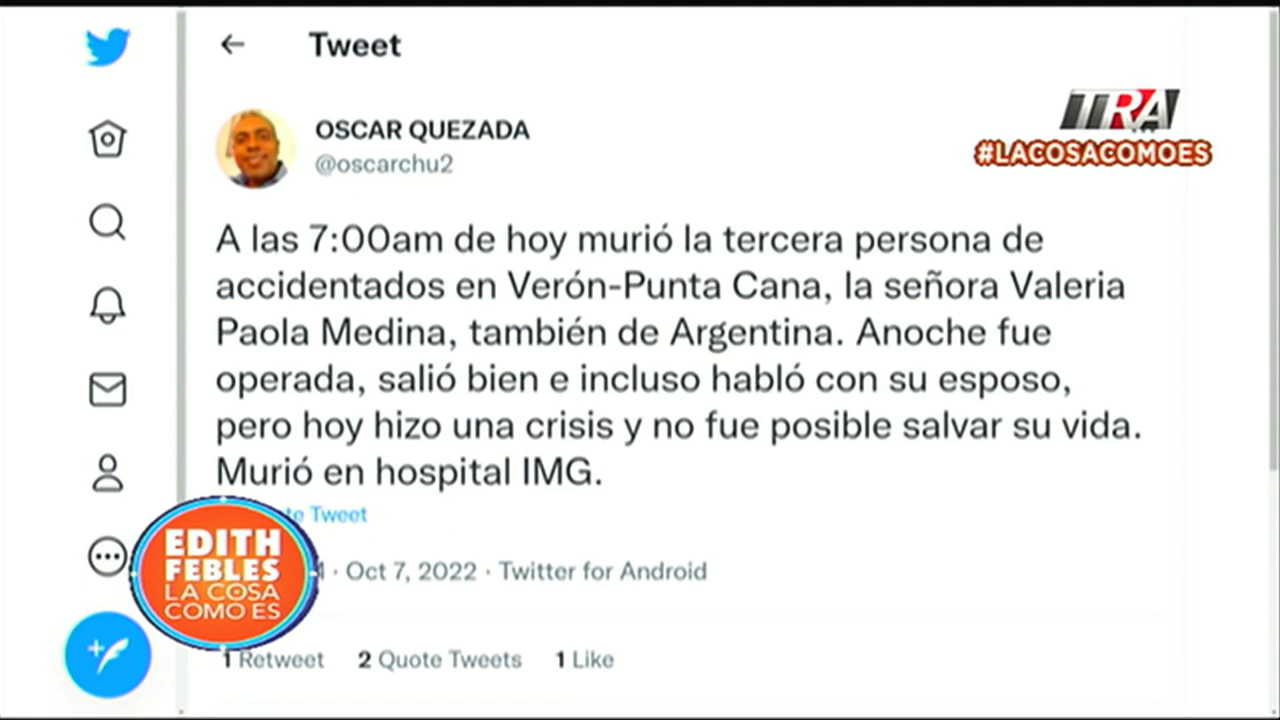 Tweet
TRA
#LACOSACOMOES
OSCAR QUEZADA
@oscarchu2
A las 7:00am de hoy murió la tercera persona de
accidentados en Verón-Punta Cana, la señora Valeria
Paola Medina, también de Argentina. Anoche fue
operada, salió bien e incluso habló con su esposo,
pero hoy hizo una crisis y no fue posible salvar su vida.
Murió en hospital IMG.
Tweet
· Oct 7, 2022 · Twitter for Android
EDITH
FEBLES
LA COSA
COMO ES
1 Retweet 2 Quote Tweets 1 Like